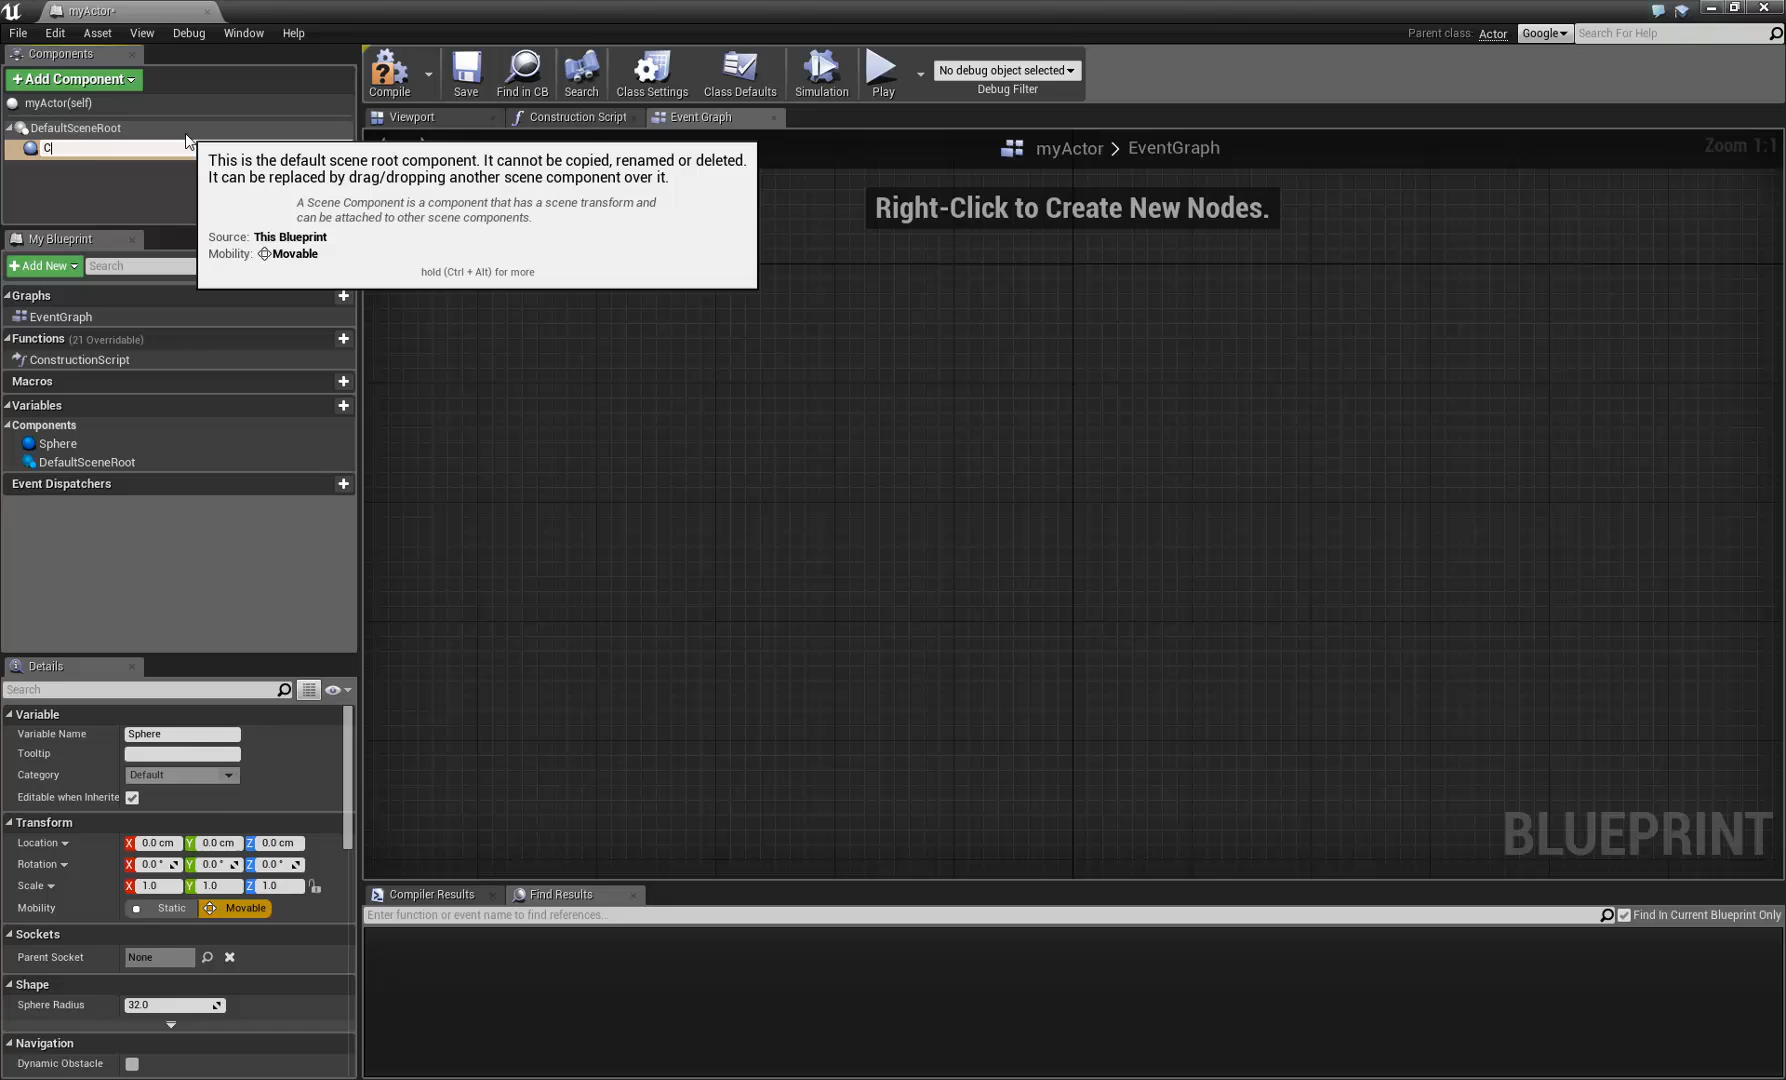 myActor*
File Edit Asset View Debug Window Help
Parent class: Actor Google Search For Help
Components
+Add Component
Compile Save Find in CB Search Class Settings Class Defaults Simulation Play
No debug object selected
Debug Filter
myActor(self)
DefaultSceneRoot
C
Viewport Construction Script Event Graph
myActor > EventGraph
Zoom 1:1
This is the default scene root component. It cannot be copied, renamed or deleted.
It can be replaced by drag/dropping another scene component over it.
A Scene Component is a component that has a scene transform and
can be attached to other scene components.
Source: This Blueprint
Mobility: Movable
hold (Ctrl + Alt) for more
Right-Click to Create New Nodes.
My Blueprint
+Add New Search
Graphs
EventGraph
Functions (21 Overridable)
ConstructionScript
Macros
Variables
Components
Sphere
DefaultSceneRoot
Event Dispatchers
Details
Search
Variable
Variable Name Sphere
Tooltip
Category Default
Editable when Inherite
Transform
Location X 0.0 cm Y 0.0 cm Z 0.0 cm
Rotation X 0.0 ° Y 0.0 ° Z 0.0 °
Scale X 1.0 Y 1.0 Z 1.0
Mobility Static Movable
Sockets
Parent Socket None
Shape
Sphere Radius 32.0
Navigation
Dynamic Obstacle
BLUEPRINT
Compiler Results Find Results
Enter function or event name to find references...
Find In Current Blueprint Only